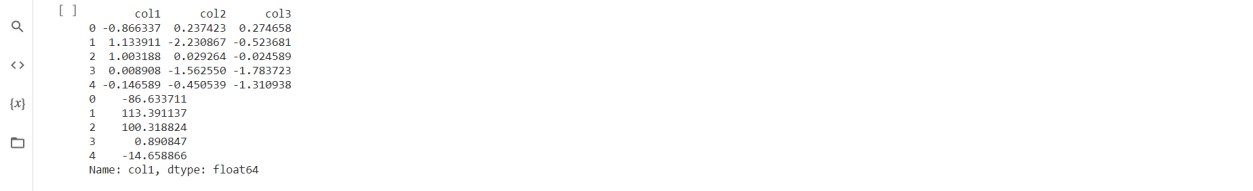 [ ]
col1 col2 col3
0 -0.866337 0.237423 0.274658
1 1.133911 -2.230867 -0.523681
2 1.003188 0.029264 -0.024589
3 0.008908 -1.562550 -1.783723
4 -0.146589 -0.450539 -1.310938
0 -86.633711
1 113.391137
2 100.318824
3 0.890847
4 -14.658866
Name: col1, dtype: float64
<>
{x}